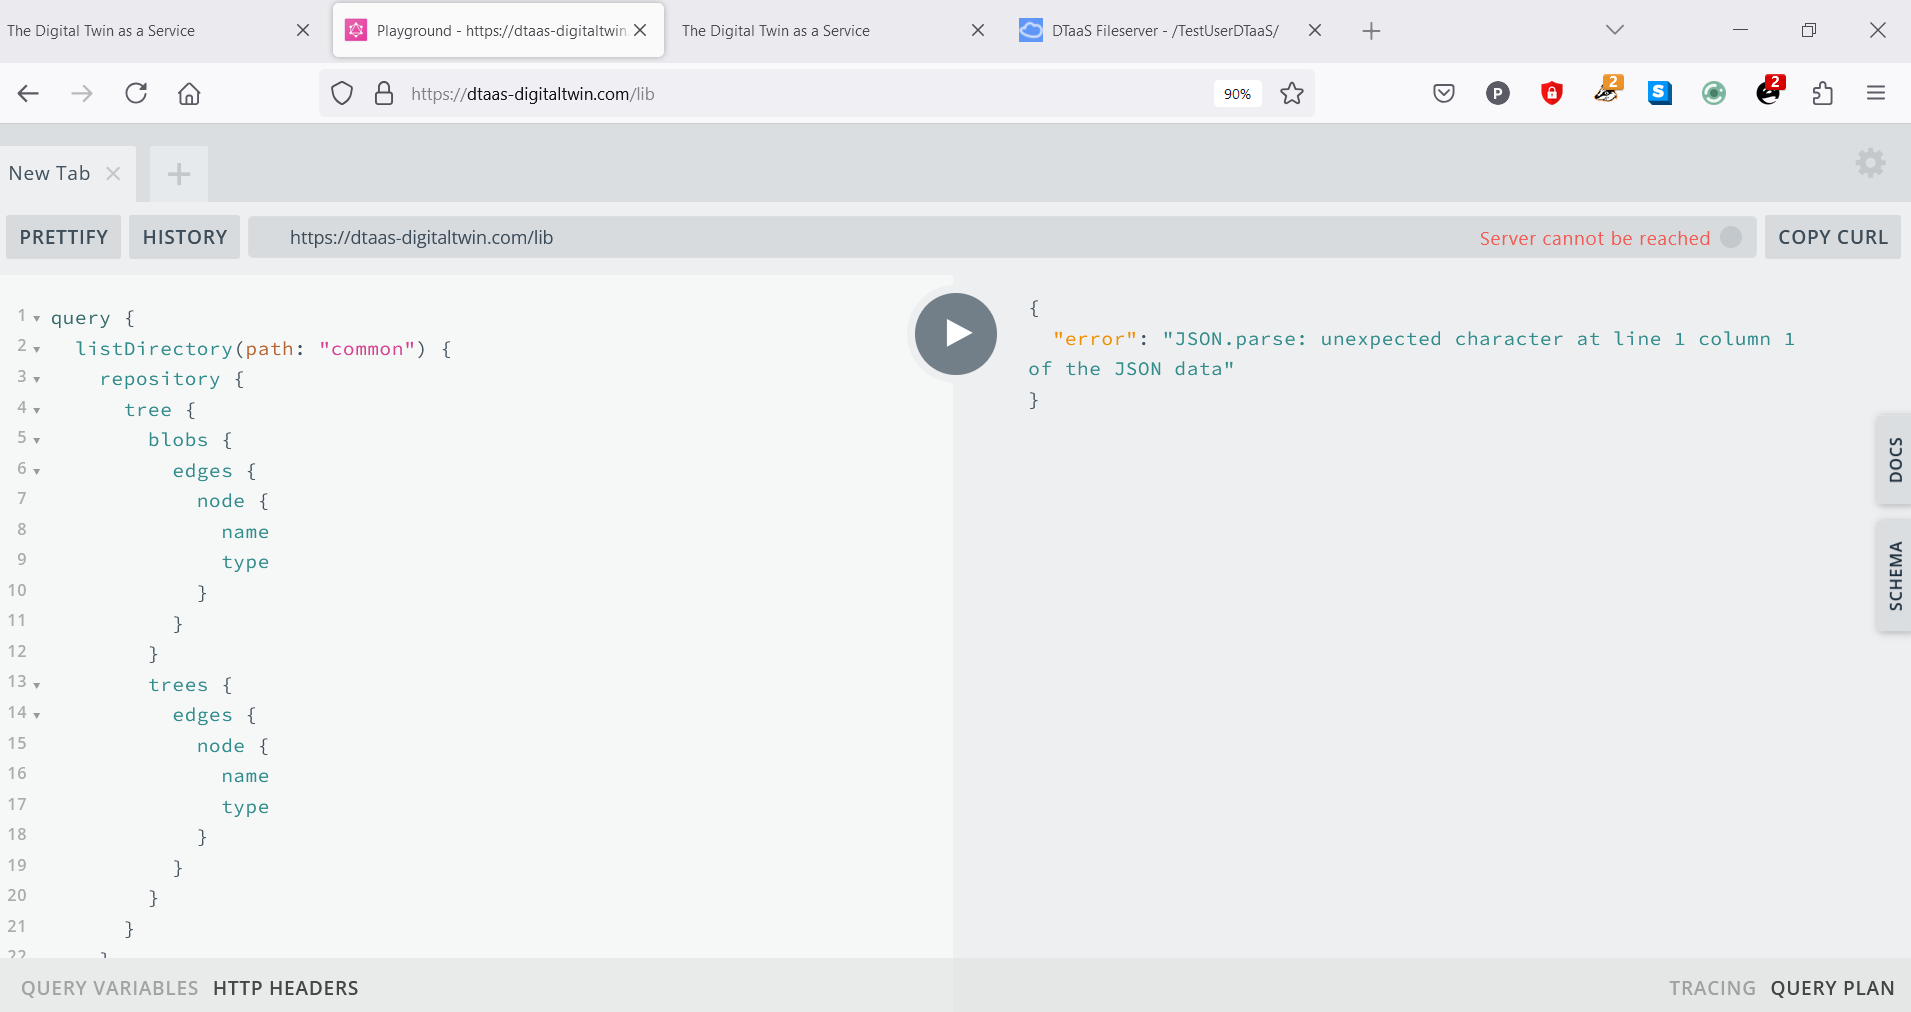 The Digital Twin as a Service
Playground - https://dtaas-digitaltwin.
The Digital Twin as a Service
DTaaS Fileserver - /TestUserDTaaS/
https://dtaas-digitaltwin.com/lib
90%
P
2
S
2
New Tab
PRETTIFY
HISTORY
https://dtaas-digitaltwin.com/lib
Server cannot be reached
COPY CURL
1 query {
2 listDirectory(path: "common") {
3 repository {
4 tree {
5 blobs {
6 edges {
7 node {
8 name
9 type
10 }
11 }
12 }
13 trees {
14 edges {
15 node {
16 name
17 type
18 }
19 }
20 }
21 }
22 }
{
"error": "JSON.parse: unexpected character at line 1 column 1
of the JSON data"
}
DOCS
SCHEMA
QUERY VARIABLES
HTTP HEADERS
TRACING
QUERY PLAN